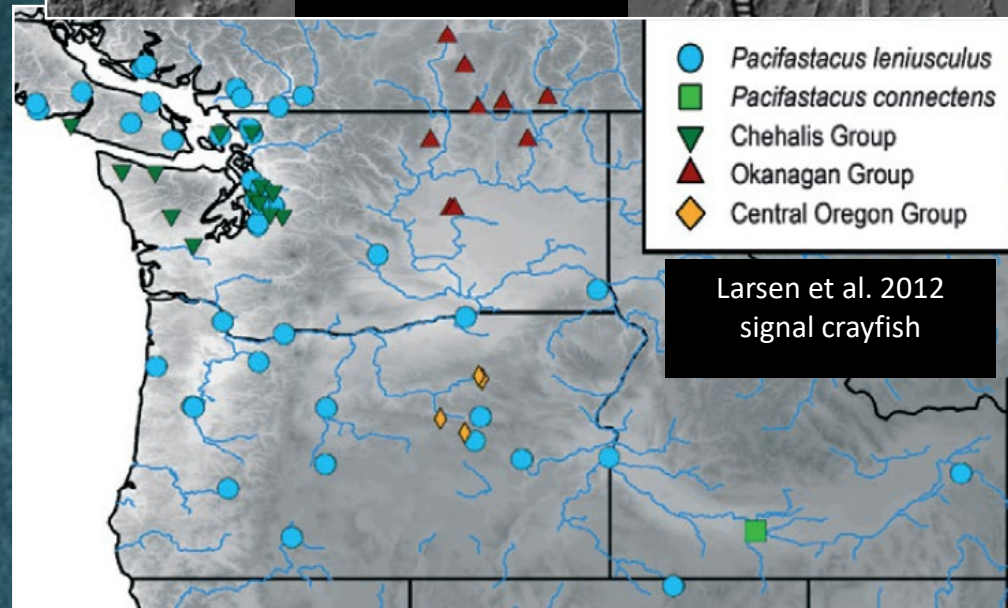 Pacifastacus leniusculus
Pacifastacus connectens
Chehalis Group
Okanagan Group
Central Oregon Group
Larsen et al. 2012
signal crayfish